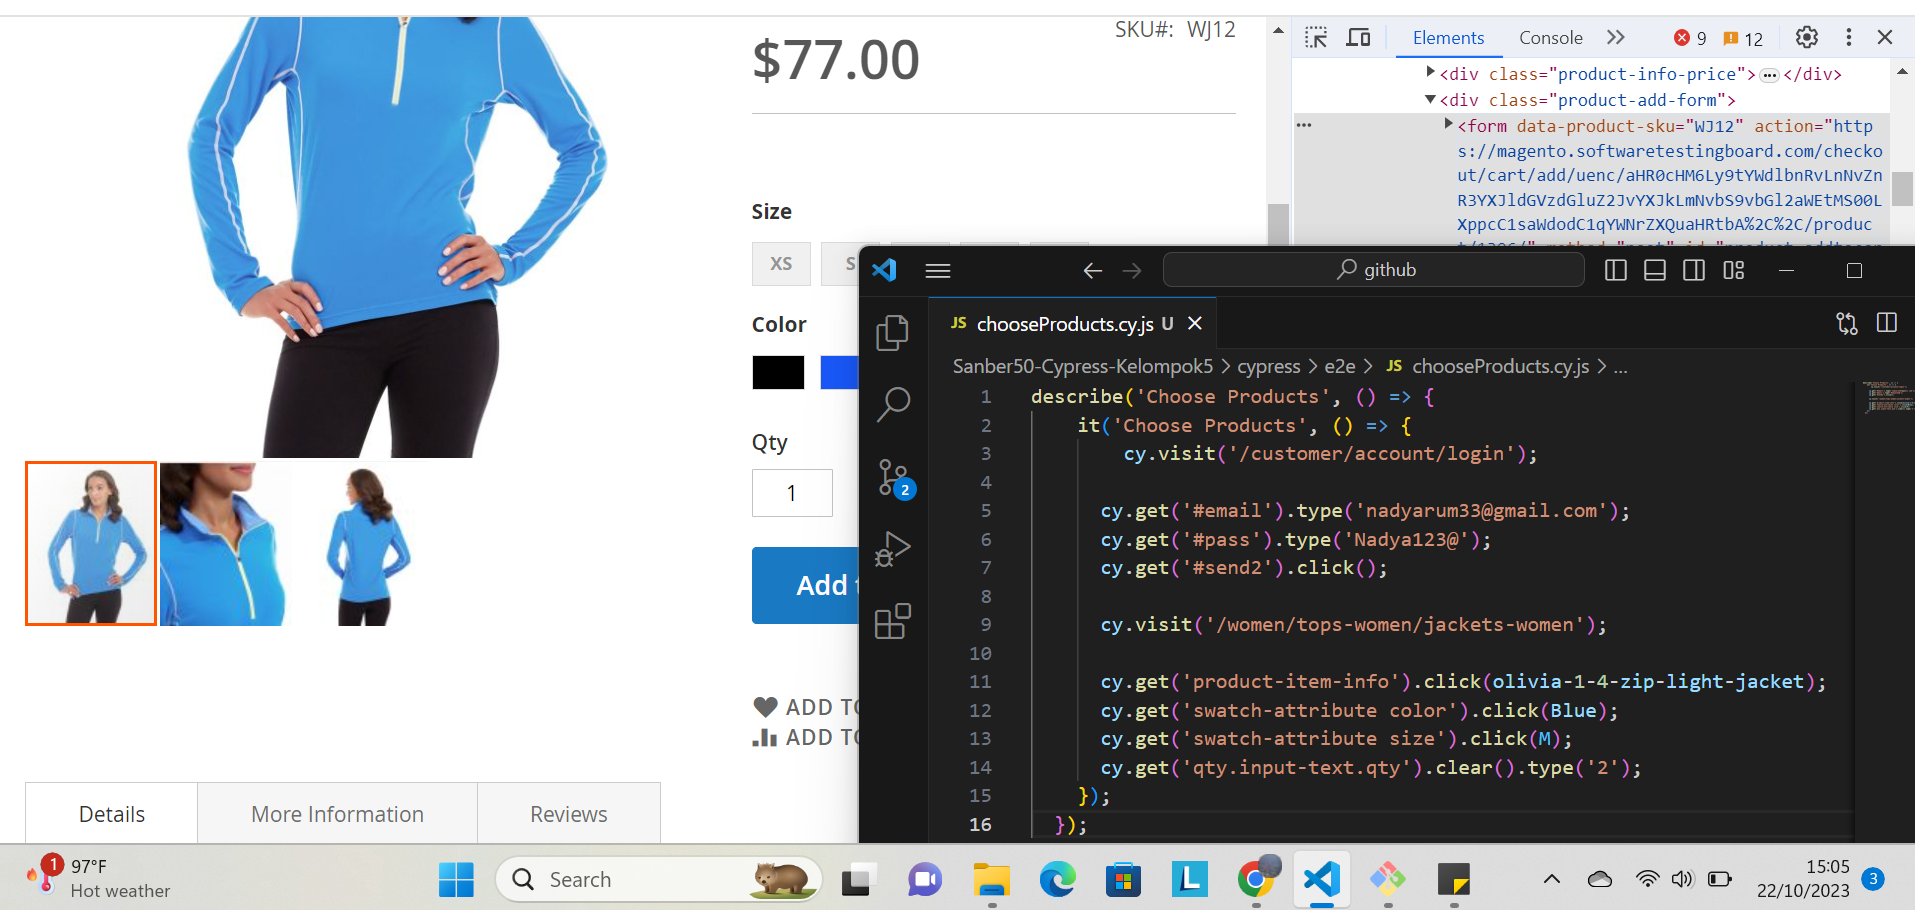 SKU#: WJ12
$77.00
Size
XS
S
Color
Qty
1
Add t
ADD TO
ADD TO
Details
More Information
Reviews
Elements
Console
9
12
<div class="product-info-price">
</div>
<div class="product-add-form">
<form data-product-sku="WJ12" action="http
s://magento.softwaretestingboard.com/checko
ut/cart/add/uenc/aHR0cHM6Ly9tYWdlbnRvLnNvZn
R3YXJldGVzdGluZ2JvYXJkLmNvbS9vbGl2aWEtMS00L
XppcC1saWdodC1qYWNrZXQuaHRtbA%2C%2C/produc
github
JS chooseProducts.cy.js U
Sanber50-Cypress-Kelompok5 > cypress > e2e > JS chooseProducts.cy.js > ...
1 describe('Choose Products', () => {
2 it('Choose Products', () => {
3 cy.visit('/customer/account/login');
4
5 cy.get('#email').type('nadyarum33@gmail.com');
6 cy.get('#pass').type('Nadya123@');
7 cy.get('#send2').click();
8
9 cy.visit('/women/tops-women/jackets-women');
10
11 cy.get('product-item-info').click(olivia-1-4-zip-light-jacket);
12 cy.get('swatch-attribute color').click(Blue);
13 cy.get('swatch-attribute size').click(M);
14 cy.get('qty.input-text.qty').clear().type('2');
15 });
16 });
2
1
97°F
Hot weather
Search
L
15:05
22/10/2023
3